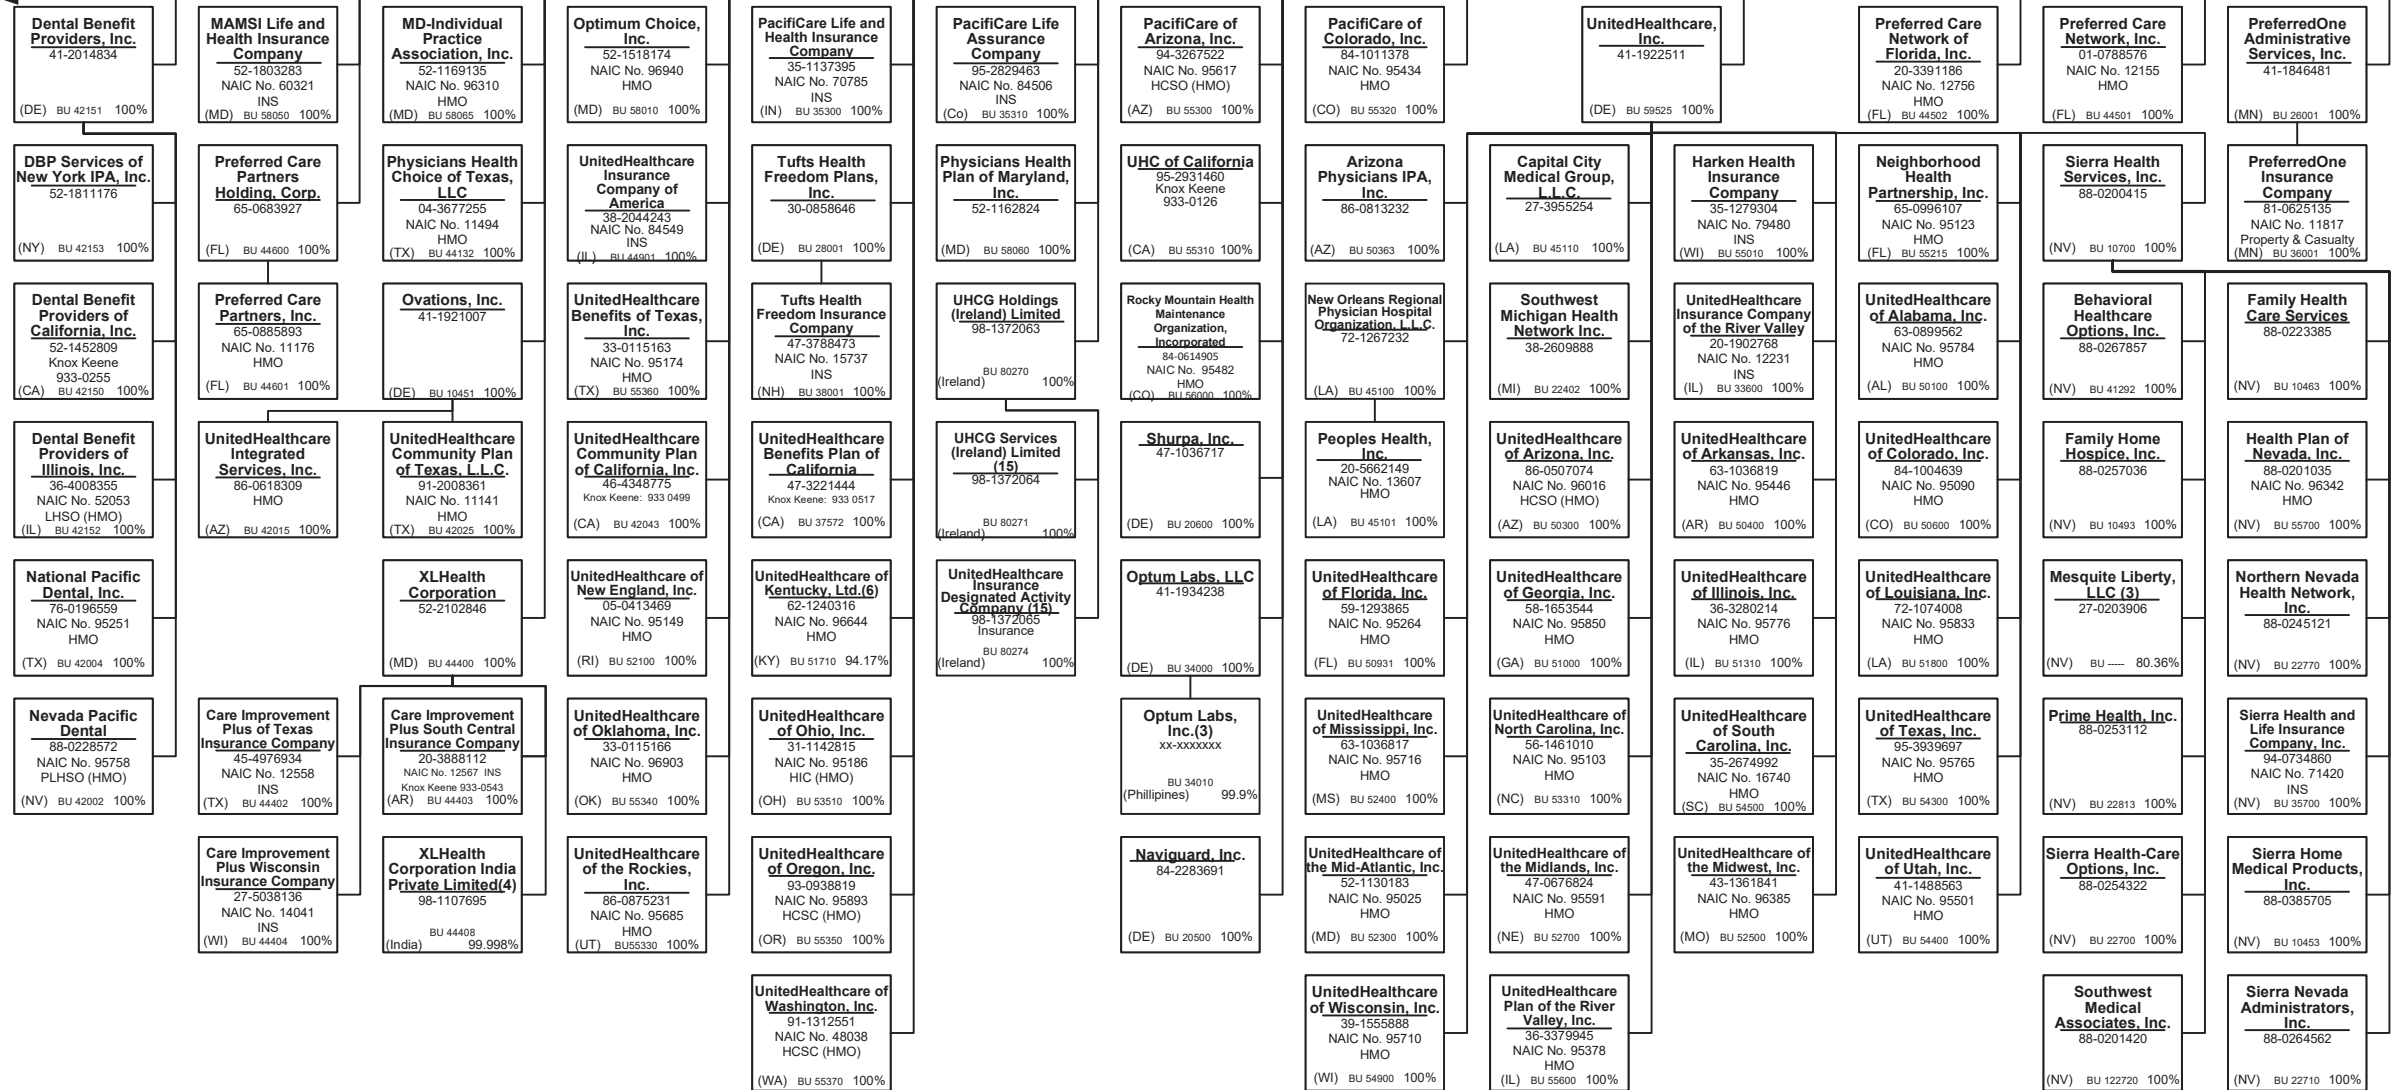 Dental Benefit
Providers, Inc.
41-2014834
(DE) BU 42151 100%
MAMSI Life and
Health Insurance
Company
52-1803283
NAIC No. 60321
INS
(MD) BU 58050 100%
MD-Individual
Practice
Association, Inc.
52-1169135
NAIC No. 96310
HMO
(MD) BU 58065 100%
Optimum Choice,
Inc.
52-1518174
NAIC No. 96940
HMO
(MD) BU 58010 100%
PacifiCare Life and
Health Insurance
Company
35-1137395
NAIC No. 70785
INS
(IN) BU 35300 100%
PacifiCare Life
Assurance
Company
95-2829463
NAIC No. 84506
INS
(Co) BU 35310 100%
PacifiCare of
Arizona, Inc.
94-3267522
NAIC No. 95617
HCSO (HMO)
(AZ) BU 55300 100%
PacifiCare of
Colorado, Inc.
84-1011378
NAIC No. 95434
HMO
(CO) BU 55320 100%
UnitedHealthcare,
Inc.
41-1922511
(DE) BU 59525 100%
Preferred Care
Network of
Florida, Inc.
20-3391186
NAIC No. 12756
HMO
(FL) BU 44502 100%
Preferred Care
Network, Inc.
01-0788576
NAIC No. 12155
HMO
(FL) BU 44501 100%
PreferredOne
Administrative
Services, Inc.
41-1846481
(MN) BU 26001 100%
DBP Services of
New York IPA, Inc.
52-1811176
(NY) BU 42153 100%
Preferred Care
Partners
Holding, Corp.
65-0683927
(FL) BU 44600 100%
Physicians Health
Choice of Texas,
LLC
04-3677255
NAIC No. 11494
HMO
(TX) BU 44132 100%
UnitedHealthcare
Insurance
Company of
America
38-2044243
NAIC No. 84549
INS
(IL) BU 44901 100%
Tufts Health
Freedom Plans,
Inc.
30-0858646
(DE) BU 28001 100%
Physicians Health
Plan of Maryland,
Inc.
52-1162824
(MD) BU 58060 100%
UHC of California
95-2931460
Knox Keene
933-0126
(CA) BU 55310 100%
Arizona
Physicians IPA,
Inc.
86-0813232
(AZ) BU 50363 100%
Capital City
Medical Group,
L.L.C.
27-3955254
(LA) BU 45110 100%
Harken Health
Insurance
Company
35-1279304
NAIC No. 79480
INS
(WI) BU 55010 100%
Neighborhood
Health
Partnership, Inc.
65-0996107
NAIC No. 95123
HMO
(FL) BU 55215 100%
Sierra Health
Services, Inc.
88-0200415
(NV) BU 10700 100%
PreferredOne
Insurance
Company
81-0625135
NAIC No. 11817
Property & Casualty
(MN) BU 36001 100%
Dental Benefit
Providers of
California, Inc.
52-1452809
Knox Keene
933-0255
(CA) BU 42150 100%
Preferred Care
Partners, Inc.
65-0885893
NAIC No. 11176
HMO
(FL) BU 44601 100%
Ovations, Inc.
41-1921007
(DE) BU 10451 100%
UnitedHealthcare
Benefits of Texas,
Inc.
33-0115163
NAIC No. 95174
HMO
(TX) BU 55360 100%
Tufts Health
Freedom Insurance
Company
47-3788473
NAIC No. 15737
INS
(NH) BU 38001 100%
UHCG Holdings
(Ireland) Limited
98-1372063
BU 80270
(Ireland) 100%
Rocky Mountain Health
Maintenance
Organization,
Incorporated
84-0614905
NAIC No. 95482
HMO
(CO) BU 56000 100%
New Orleans Regional
Physician Hospital
Organization, L.L.C.
72-1267232
(LA) BU 45100 100%
Southwest
Michigan Health
Network Inc.
38-2609888
(MI) BU 22402 100%
UnitedHealthcare
Insurance Company
of the River Valley
20-1902768
NAIC No. 12231
INS
(IL) BU 33600 100%
UnitedHealthcare
of Alabama, Inc.
63-0899562
NAIC No. 95784
HMO
(AL) BU 50100 100%
Behavioral
Healthcare
Options, Inc.
88-0267857
(NV) BU 41292 100%
Family Health
Care Services
88-0223385
(NV) BU 10463 100%
Dental Benefit
Providers of
Illinois, Inc.
36-4008355
NAIC No. 52053
LHSO (HMO)
(IL) BU 42152 100%
UnitedHealthcare
Integrated
Services, Inc.
86-0618309
HMO
(AZ) BU 42015 100%
UnitedHealthcare
Community Plan
of Texas, L.L.C.
91-2008361
NAIC No. 11141
HMO
(TX) BU 42025 100%
UnitedHealthcare
Community Plan
of California, Inc.
46-4348775
Knox Keene: 933 0499
(CA) BU 42043 100%
UnitedHealthcare
Benefits Plan of
California
47-3221444
Knox Keene: 933 0517
(CA) BU 37572 100%
UHCG Services
(Ireland) Limited
(15)
98-1372064
BU 80271
(Ireland) 100%
Shurpa, Inc.
47-1036717
(DE) BU 20600 100%
Peoples Health,
Inc.
20-5662149
NAIC No. 13607
HMO
(LA) BU 45101 100%
UnitedHealthcare
of Arizona, Inc.
86-0507074
NAIC No. 96016
HCSO (HMO)
(AZ) BU 50300 100%
UnitedHealthcare
of Arkansas, Inc.
63-1036819
NAIC No. 95446
HMO
(AR) BU 50400 100%
UnitedHealthcare
of Colorado, Inc.
84-1004639
NAIC No. 95090
HMO
(CO) BU 50600 100%
Family Home
Hospice, Inc.
88-0257036
(NV) BU 10493 100%
Health Plan of
Nevada, Inc.
88-0201035
NAIC No. 96342
HMO
(NV) BU 55700 100%
National Pacific
Dental, Inc.
76-0196559
NAIC No. 95251
HMO
(TX) BU 42004 100%
XLHealth
Corporation
52-2102846
(MD) BU 44400 100%
UnitedHealthcare of
New England, Inc.
05-0413469
NAIC No. 95149
HMO
(RI) BU 52100 100%
UnitedHealthcare of
Kentucky, Ltd.(6)
62-1240316
NAIC No. 96644
HMO
(KY) BU 51710 94.17%
UnitedHealthcare
Insurance
Designated Activity
Company (15)
98-1372065
Insurance
BU 80274
(Ireland) 100%
Optum Labs, LLC
41-1934238
(DE) BU 34000 100%
UnitedHealthcare
of Florida, Inc.
59-1293865
NAIC No. 95264
HMO
(FL) BU 50931 100%
UnitedHealthcare
of Georgia, Inc.
58-1653544
NAIC No. 95850
HMO
(GA) BU 51000 100%
UnitedHealthcare
of Illinois, Inc.
36-3280214
NAIC No. 95776
HMO
(IL) BU 51310 100%
UnitedHealthcare
of Louisiana, Inc.
72-1074008
NAIC No. 95833
HMO
(LA) BU 51800 100%
Mesquite Liberty,
LLC (3)
27-0203906
(NV) BU ----- 80.36%
Northern Nevada
Health Network,
Inc.
88-0245121
(NV) BU 22770 100%
Nevada Pacific
Dental
88-0228572
NAIC No. 95758
PLHSO (HMO)
(NV) BU 42002 100%
Care Improvement
Plus of Texas
Insurance Company
45-4976934
NAIC No. 12558
INS
(TX) BU 44402 100%
Care Improvement
Plus South Central
Insurance Company
20-3888112
NAIC No. 12567 INS
Knox Keene 933-0543
(AR) BU 44403 100%
UnitedHealthcare
of Oklahoma, Inc.
33-0115166
NAIC No. 96903
HMO
(OK) BU 55340 100%
UnitedHealthcare
of Ohio, Inc.
31-1142815
NAIC No. 95186
HIC (HMO)
(OH) BU 53510 100%
Optum Labs,
Inc.(3)
xx-xxxxxxx
BU 34010
(Phillipines) 99.9%
UnitedHealthcare
of Mississippi, Inc.
63-1036817
NAIC No. 95716
HMO
(MS) BU 52400 100%
UnitedHealthcare of
North Carolina, Inc.
56-1461010
NAIC No. 95103
HMO
(NC) BU 53310 100%
UnitedHealthcare
of South
Carolina, Inc.
35-2674992
NAIC No. 16740
HMO
(SC) BU 54500 100%
UnitedHealthcare
of Texas, Inc.
95-3939697
NAIC No. 95765
HMO
(TX) BU 54300 100%
Prime Health, Inc.
88-0253112
(NV) BU 22813 100%
Sierra Health and
Life Insurance
Company, Inc.
94-0734860
NAIC No. 71420
INS
(NV) BU 35700 100%
Care Improvement
Plus Wisconsin
Insurance Company
27-5038136
NAIC No. 14041
INS
(WI) BU 44404 100%
XLHealth
Corporation India
Private Limited(4)
98-1107695
BU 44408
(India) 99.998%
UnitedHealthcare
of the Rockies,
Inc.
86-0875231
NAIC No. 95685
HMO
(UT) BU55330 100%
UnitedHealthcare
of Oregon, Inc.
93-0938819
NAIC No. 95893
HCSC (HMO)
(OR) BU 55350 100%
Naviguard, Inc.
84-2283691
(DE) BU 20500 100%
UnitedHealthcare of
the Mid-Atlantic, Inc.
52-1130183
NAIC No. 95025
HMO
(MD) BU 52300 100%
UnitedHealthcare of
the Midlands, Inc.
47-0676824
NAIC No. 95591
HMO
(NE) BU 52700 100%
UnitedHealthcare of
the Midwest, Inc.
43-1361841
NAIC No. 96385
HMO
(MO) BU 52500 100%
UnitedHealthcare
of Utah, Inc.
41-1488563
NAIC No. 95501
HMO
(UT) BU 54400 100%
Sierra Health-Care
Options, Inc.
88-0254322
(NV) BU 22700 100%
Sierra Home
Medical Products,
Inc.
88-0385705
(NV) BU 10453 100%
UnitedHealthcare of
Washington, Inc.
91-1312551
NAIC No. 48038
HCSC (HMO)
(WA) BU 55370 100%
UnitedHealthcare
of Wisconsin, Inc.
39-1555888
NAIC No. 95710
HMO
(WI) BU 54900 100%
UnitedHealthcare
Plan of the River
Valley, Inc.
36-3379945
NAIC No. 95378
HMO
(IL) BU 55600 100%
Southwest
Medical
Associates, Inc.
88-0201420
(NV) BU 122720 100%
Sierra Nevada
Administrators,
Inc.
88-0264562
(NV) BU 22710 100%